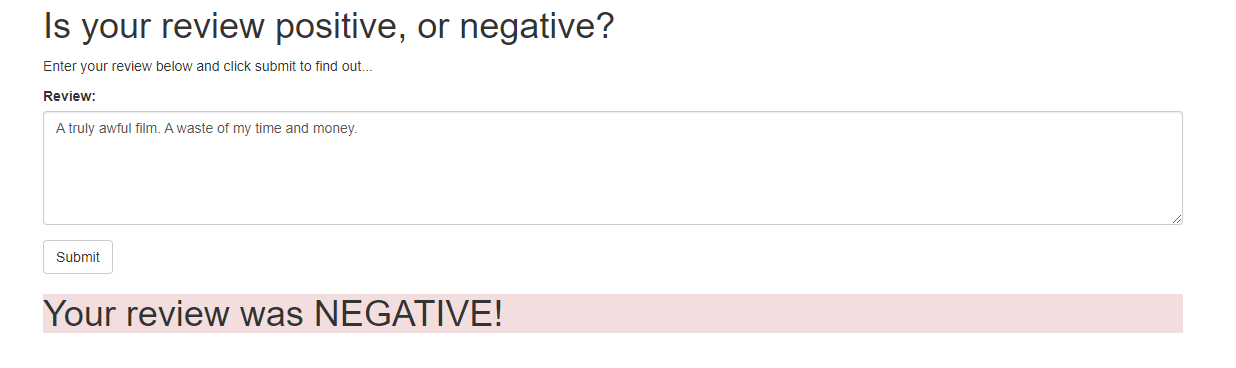 Is your review positive, or negative?
Enter your review below and click submit to find out...
Review:
A truly awful film. A waste of my time and money.
Submit
Your review was NEGATIVE!